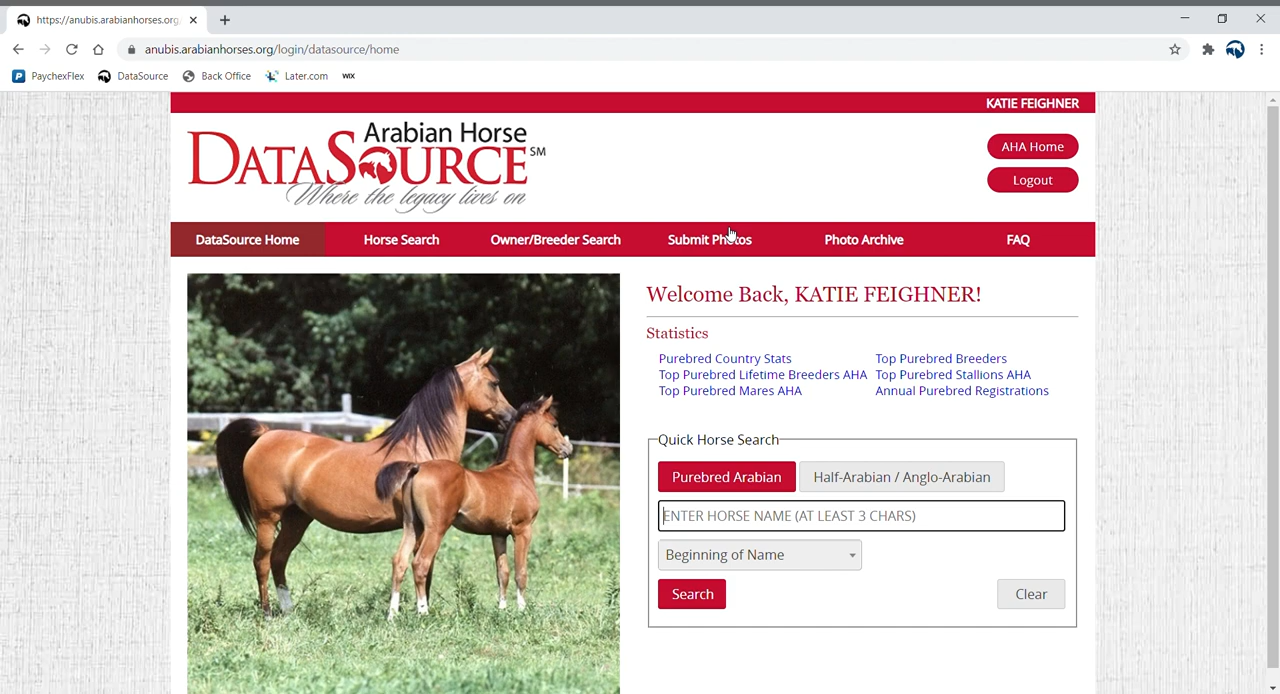 https://anubis.arabianhorses.org
anubis.arabianhorses.org/login/datasource/home
PaychexFlex DataSource Back Office Later.com WIX
KATIE FEIGHNER
Arabian Horse
DATASOURCE SM
Where the legacy lives on
AHA Home
Logout
DataSource Home Horse Search Owner/Breeder Search Submit Photos Photo Archive FAQ
Welcome Back, KATIE FEIGHNER!
Statistics
Purebred Country Stats Top Purebred Breeders
Top Purebred Lifetime Breeders AHA Top Purebred Stallions AHA
Top Purebred Mares AHA Annual Purebred Registrations
Quick Horse Search
Purebred Arabian Half-Arabian / Anglo-Arabian
ENTER HORSE NAME (AT LEAST 3 CHARS)
Beginning of Name
Search Clear